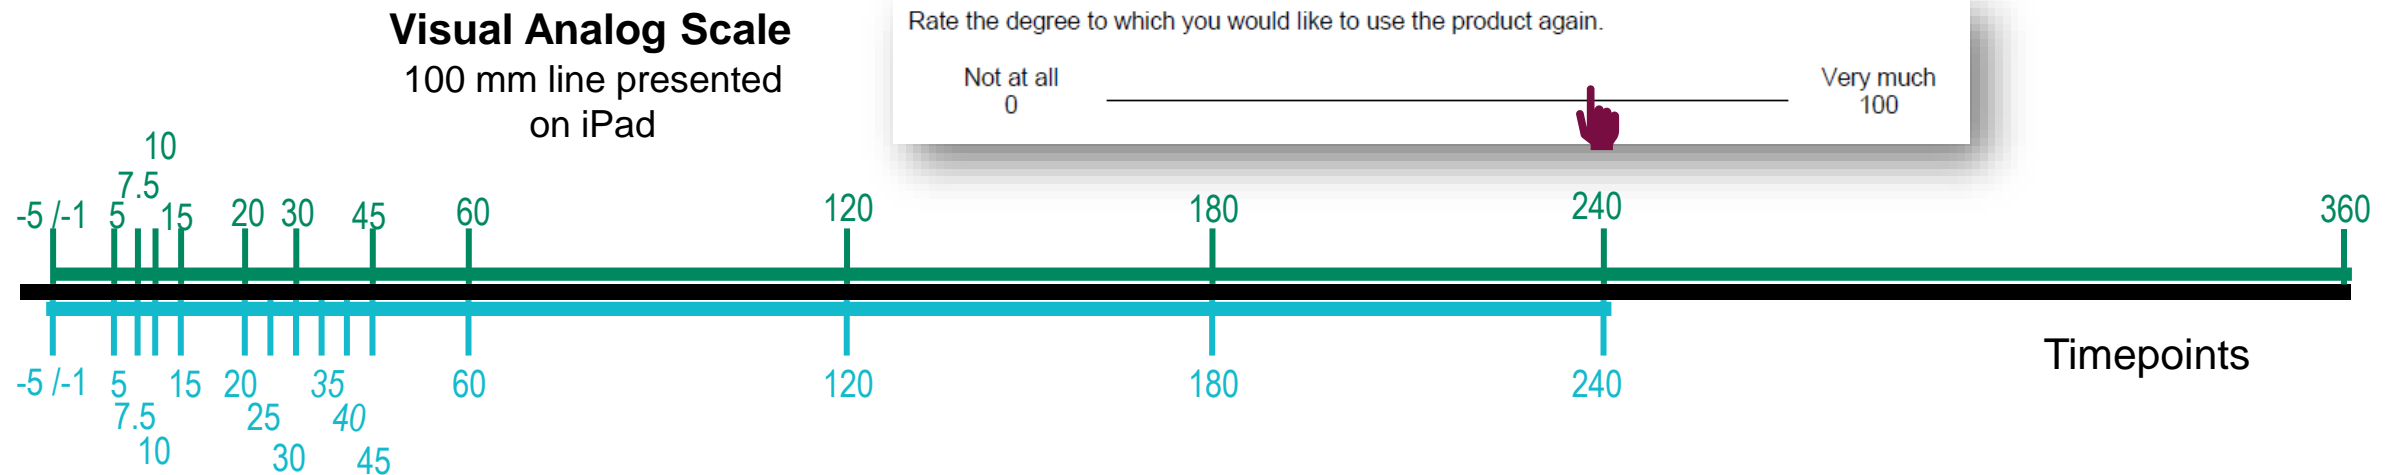 Visual Analog Scale
100 mm line presented
on iPad
Rate the degree to which you would like to use the product again.
Not at all
0
Very much
100
-5 /-1 5 7.5 10 15 20 30 45 60 120 180 240 360
Timepoints
-5 /-1 5 7.5 10 15 20 25 30 35 40 45 60 120 180 240